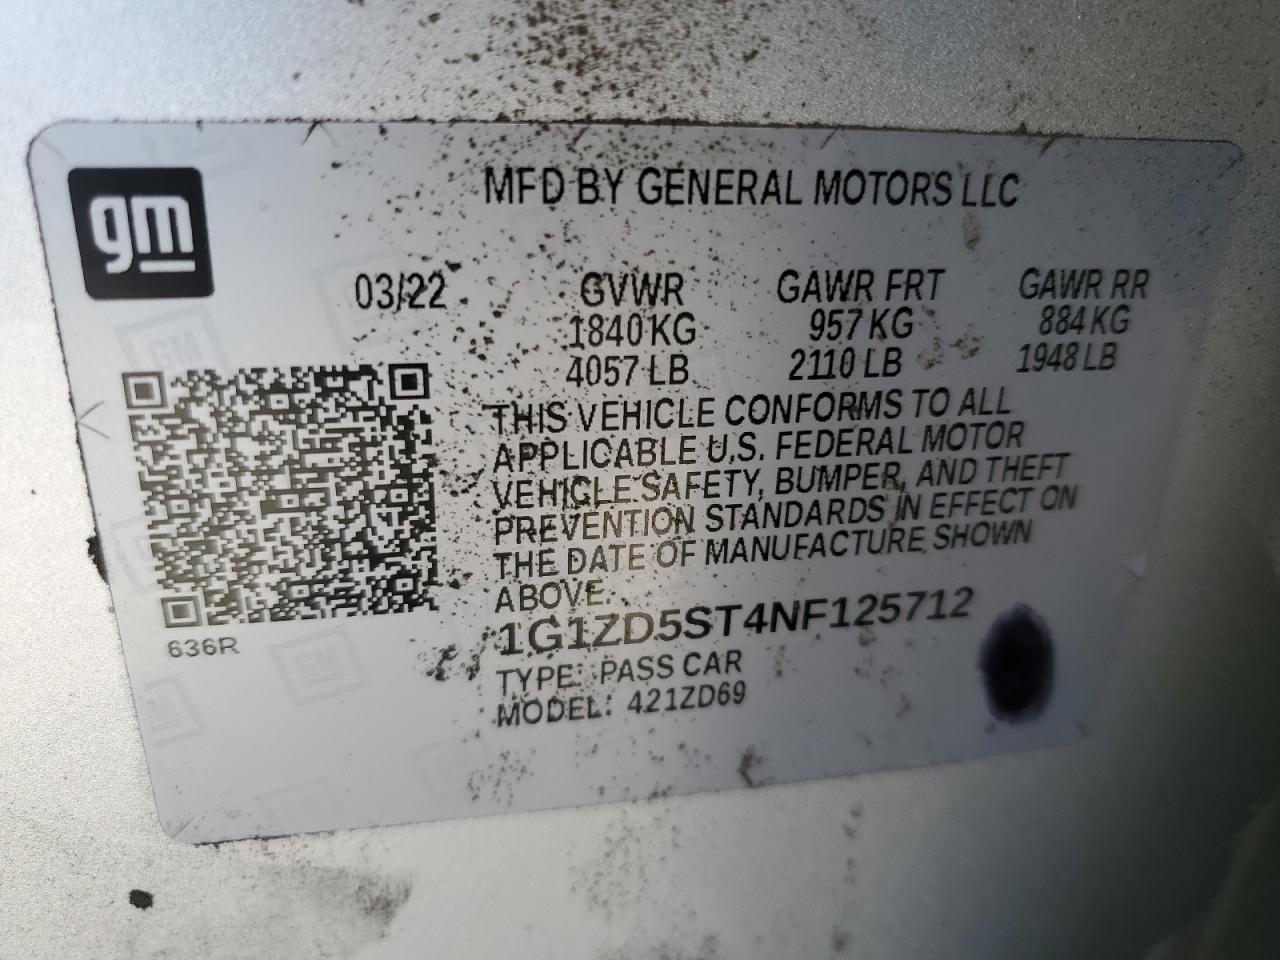 gm
MFD BY GENERAL MOTORS LLC
03/22 GVWR GAWR FRT GAWR RR
1840 KG 957 KG 884 KG
4057 LB 2110 LB 1948 LB
THIS VEHICLE CONFORMS TO ALL
APPLICABLE U.S. FEDERAL MOTOR
VEHICLE SAFETY, BUMPER, AND THEFT
PREVENTION STANDARDS IN EFFECT ON
THE DATE OF MANUFACTURE SHOWN
ABOVE.
1G1ZD5ST4NF125712
TYPE: PASS CAR
MODEL: 421ZD69
636R